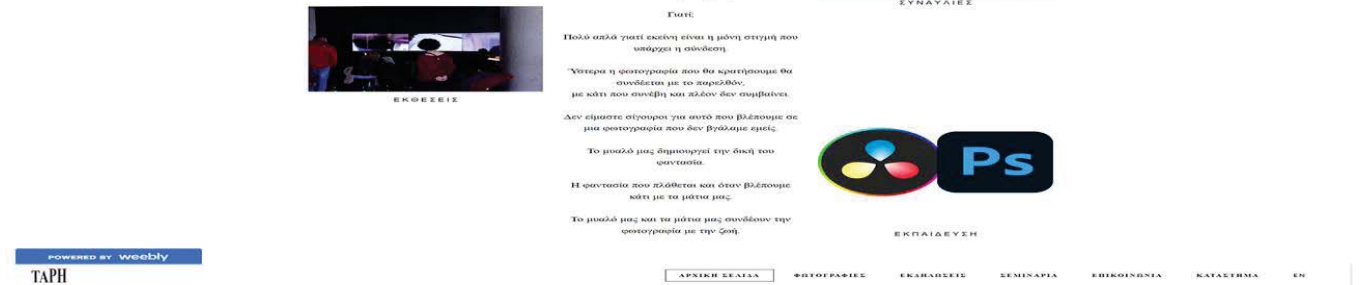 ΣΥΝΑΥΛΙΕΣ
Γιατί;
Πολύ απλά γιατί εκείνη είναι η μόνη στιγμή που
υπάρχει η σύνδεση.
Ύστερα η φωτογραφία που θα κρατήσουμε θα
συνδέεται με το παρελθόν,
με κάτι που συνέβη και πλέον δεν συμβαίνει.
ΕΚΘΕΣΕΙΣ
Δεν είμαστε σίγουροι για αυτό που βλέπουμε σε
μια φωτογραφία που δεν βγάλαμε εμείς.
Το μυαλό μας δημιουργεί την δική του
φαντασία.
Η φαντασία που πλάθεται και όταν βλέπουμε
κάτι με τα μάτια μας.
Το μυαλό μας και τα μάτια μας συνδέουν την
φωτογραφία με την ζωή.
Ps
ΕΚΠΑΙΔΕΥΣΗ
POWERED BY weebly
ΤΑΡΗ
ΑΡΧΙΚΗ ΣΕΛΙΔΑ ΦΩΤΟΓΡΑΦΙΕΣ ΕΚΔΗΛΩΣΕΙΣ ΣΕΜΙΝΑΡΙΑ ΕΠΙΚΟΙΝΩΝΙΑ ΚΑΤΑΣΤΗΜΑ EN